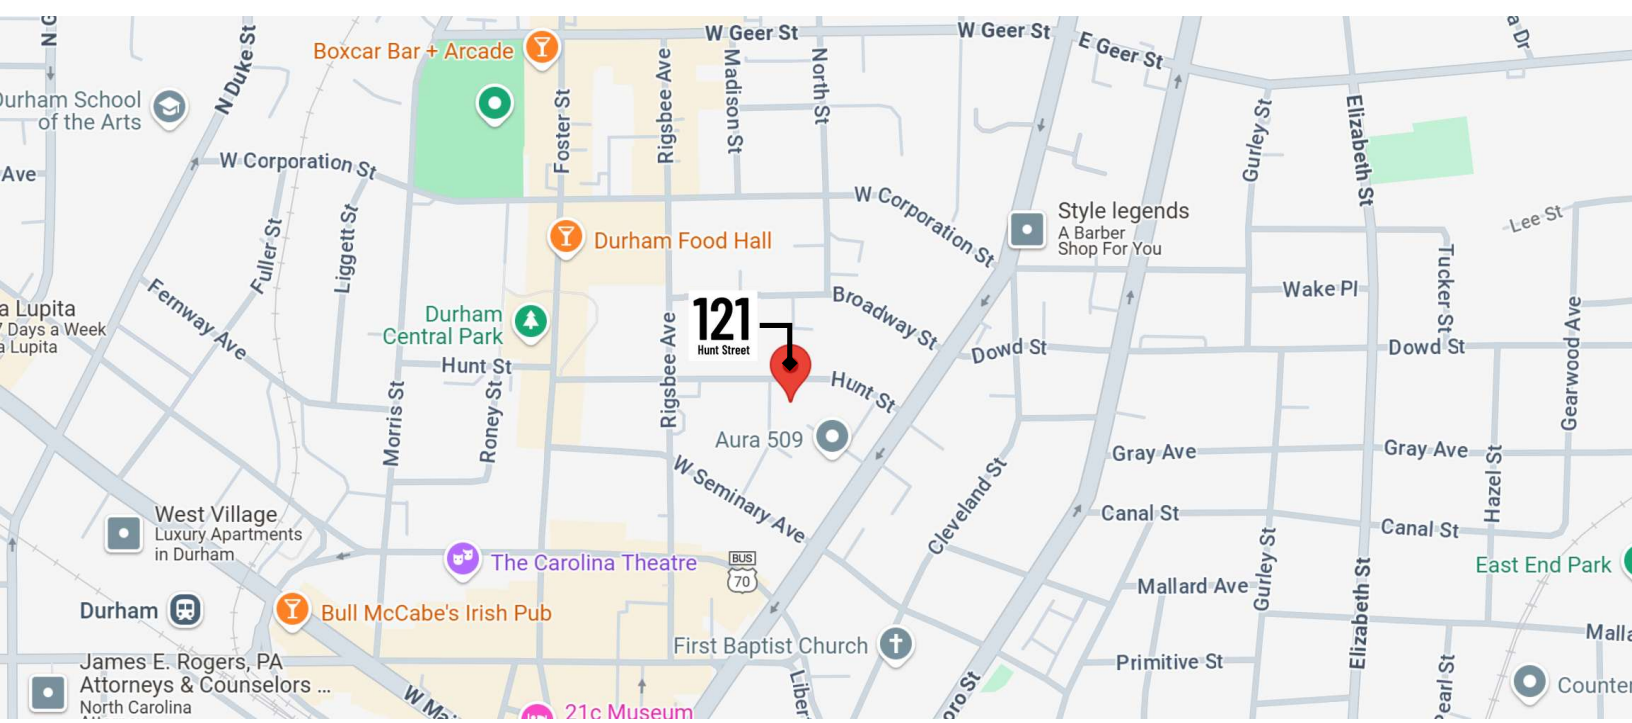 W Geer St
W Geer St
E Geer St
Boxcar Bar + Arcade
N Duke St
Durham School
of the Arts
Foster St
Rigsbee Ave
Madison St
North St
Gurley St
Elizabeth St
Ave
W Corporation St
W Corporation St
Style legends
A Barber
Shop For You
Lee St
Fuller St
Liggett St
Durham Food Hall
Tucker St
Wake Pl
Fernway Ave
a Lupita
7 Days a Week
a Lupita
Durham
Central Park
121
Hunt Street
Broadway St
Dowd St
Dowd St
Gearwood Ave
Hunt St
Hunt St
Rigsbee Ave
Morris St
Roney St
Aura 509
Gray Ave
Gray Ave
W Seminary Ave
Cleveland St
Hazel St
Canal St
Canal St
West Village
Luxury Apartments
in Durham
The Carolina Theatre
BUS
70
East End Park
Mallard Ave
Gurley St
Elizabeth St
Durham
Bull McCabe's Irish Pub
First Baptist Church
Primitive St
James E. Rogers, PA
Attorneys & Counselors ...
North Carolina
21c Museum
Pearl St